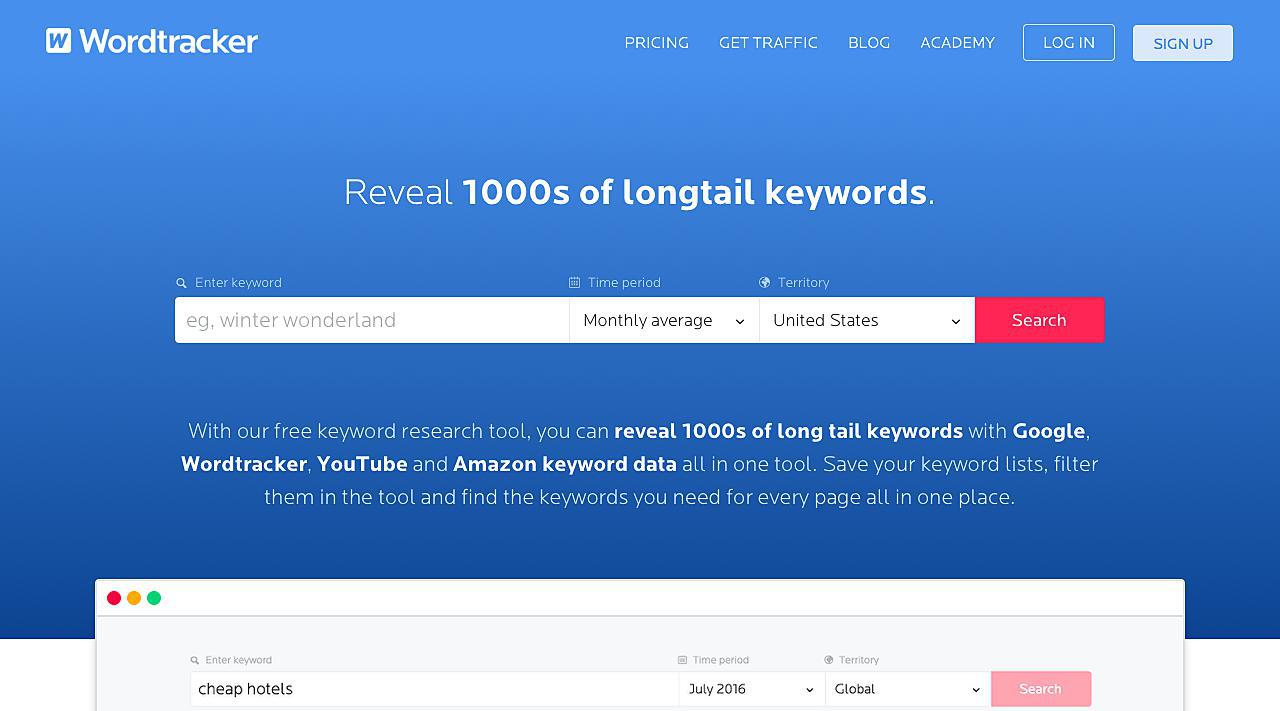 W Wordtracker
PRICING GET TRAFFIC BLOG ACADEMY LOG IN SIGN UP
Reveal 1000s of longtail keywords.
Enter keyword Time period Territory
eg, winter wonderland Monthly average United States Search
With our free keyword research tool, you can reveal 1000s of long tail keywords with Google,
Wordtracker, YouTube and Amazon keyword data all in one tool. Save your keyword lists, filter
them in the tool and find the keywords you need for every page all in one place.
Enter keyword Time period Territory
cheap hotels July 2016 Global Search